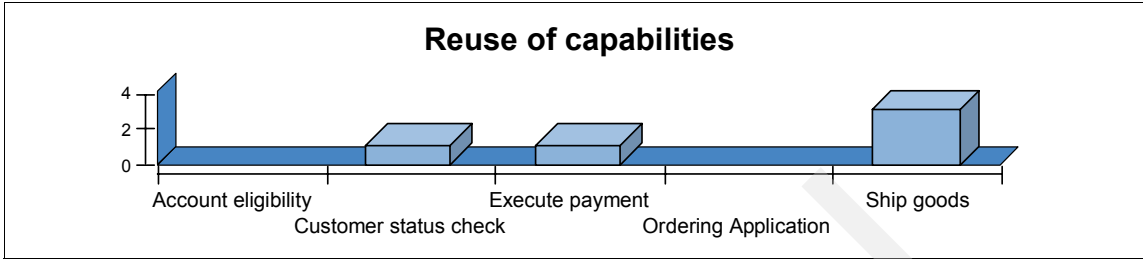 Reuse of capabilities
4
2
0
Account eligibility
Execute payment
Ship goods
Customer status check
Ordering Application